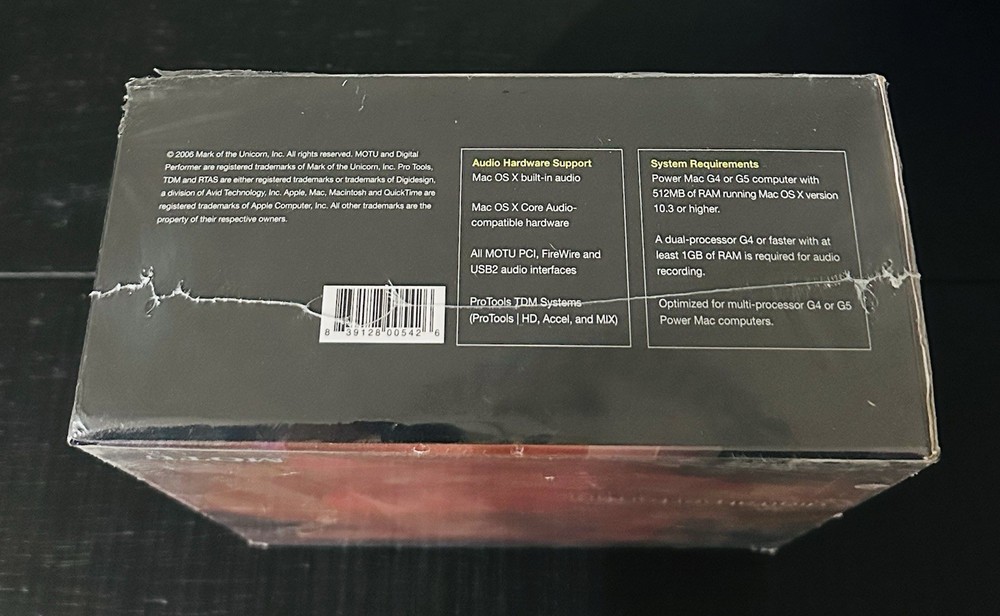 © 2006 Mark of the Unicorn, Inc. All rights reserved. MOTU and Digital
Performer are registered trademarks of Mark of the Unicorn, Inc. Pro Tools,
TDM and RTAS are either registered trademarks or trademarks of Digidesign,
a division of Avid Technology, Inc. Apple, Mac, Macintosh and QuickTime are
registered trademarks of Apple Computer, Inc. All other trademarks are the
property of their respective owners.
8 39128 00542 6
Audio Hardware Support
Mac OS X built-in audio
Mac OS X Core Audio-
compatible hardware
All MOTU PCI, FireWire and
USB2 audio interfaces
ProTools TDM Systems
(ProTools | HD, Accel, and MIX)
System Requirements
Power Mac G4 or G5 computer with
512MB of RAM running Mac OS X version
10.3 or higher.
A dual-processor G4 or faster with at
least 1GB of RAM is required for audio
recording.
Optimized for multi-processor G4 or G5
Power Mac computers.